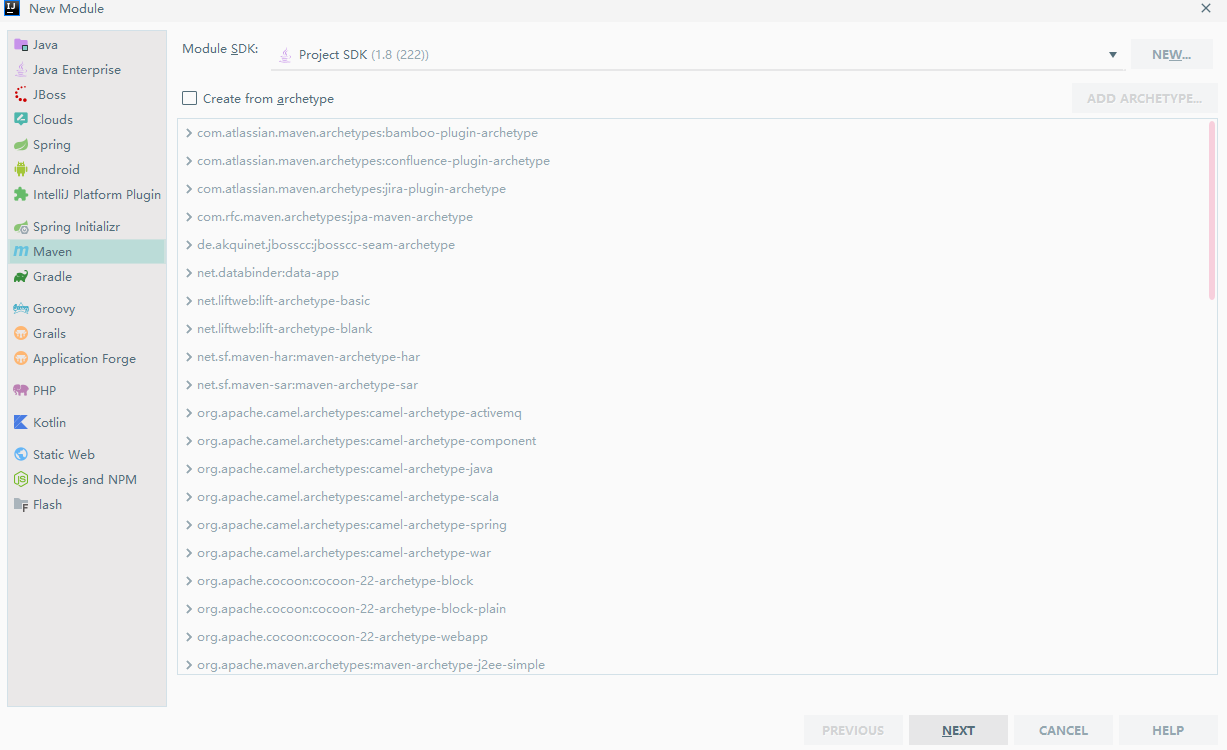 New Module
Java
Java Enterprise
JBoss
Clouds
Spring
Android
IntelliJ Platform Plugin
Spring Initializr
Maven
Gradle
Groovy
Grails
Application Forge
PHP
Kotlin
Static Web
Node.js and NPM
Flash
Module SDK: Project SDK (1.8 (222)) NEW...
Create from archetype ADD ARCHETYPE...
com.atlassian.maven.archetypes:bamboo-plugin-archetype
com.atlassian.maven.archetypes:confluence-plugin-archetype
com.atlassian.maven.archetypes:jira-plugin-archetype
com.rfc.maven.archetypes:jpa-maven-archetype
de.akquinet.jbosscc:jbosscc-seam-archetype
net.databinder:data-app
net.liftweb:lift-archetype-basic
net.liftweb:lift-archetype-blank
net.sf.maven-har:maven-archetype-har
net.sf.maven-sar:maven-archetype-sar
org.apache.camel.archetypes:camel-archetype-activemq
org.apache.camel.archetypes:camel-archetype-component
org.apache.camel.archetypes:camel-archetype-java
org.apache.camel.archetypes:camel-archetype-scala
org.apache.camel.archetypes:camel-archetype-spring
org.apache.camel.archetypes:camel-archetype-war
org.apache.cocoon:cocoon-22-archetype-block
org.apache.cocoon:cocoon-22-archetype-block-plain
org.apache.cocoon:cocoon-22-archetype-webapp
org.apache.maven.archetypes:maven-archetype-j2ee-simple
PREVIOUS NEXT CANCEL HELP